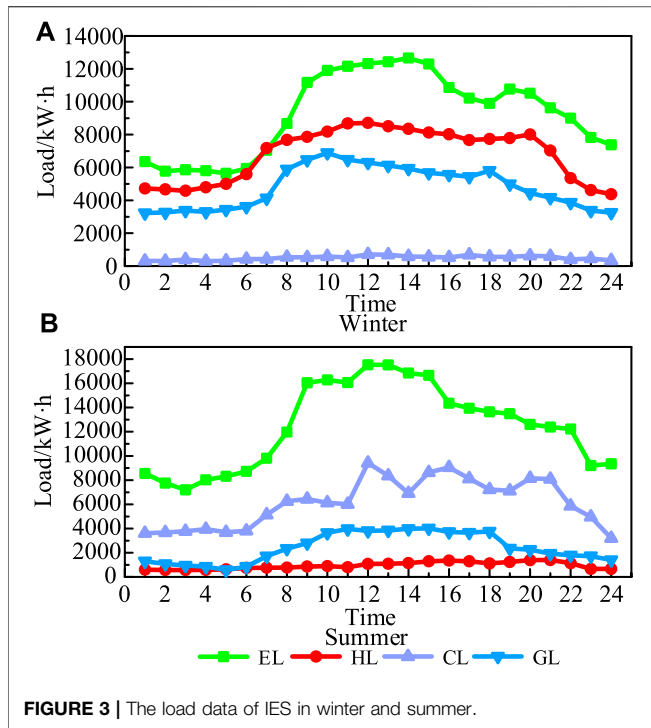 A
Load/kW·h
14000
12000
10000
8000
6000
4000
2000
0
0 2 4 6 8 10 12 14 16 18 20 22 24
Time
Winter
B
Load/kW·h
18000
16000
14000
12000
10000
8000
6000
4000
2000
0
0 2 4 6 8 10 12 14 16 18 20 22 24
Time
Summer
EL HL CL GL
FIGURE 3 | The load data of IES in winter and summer.